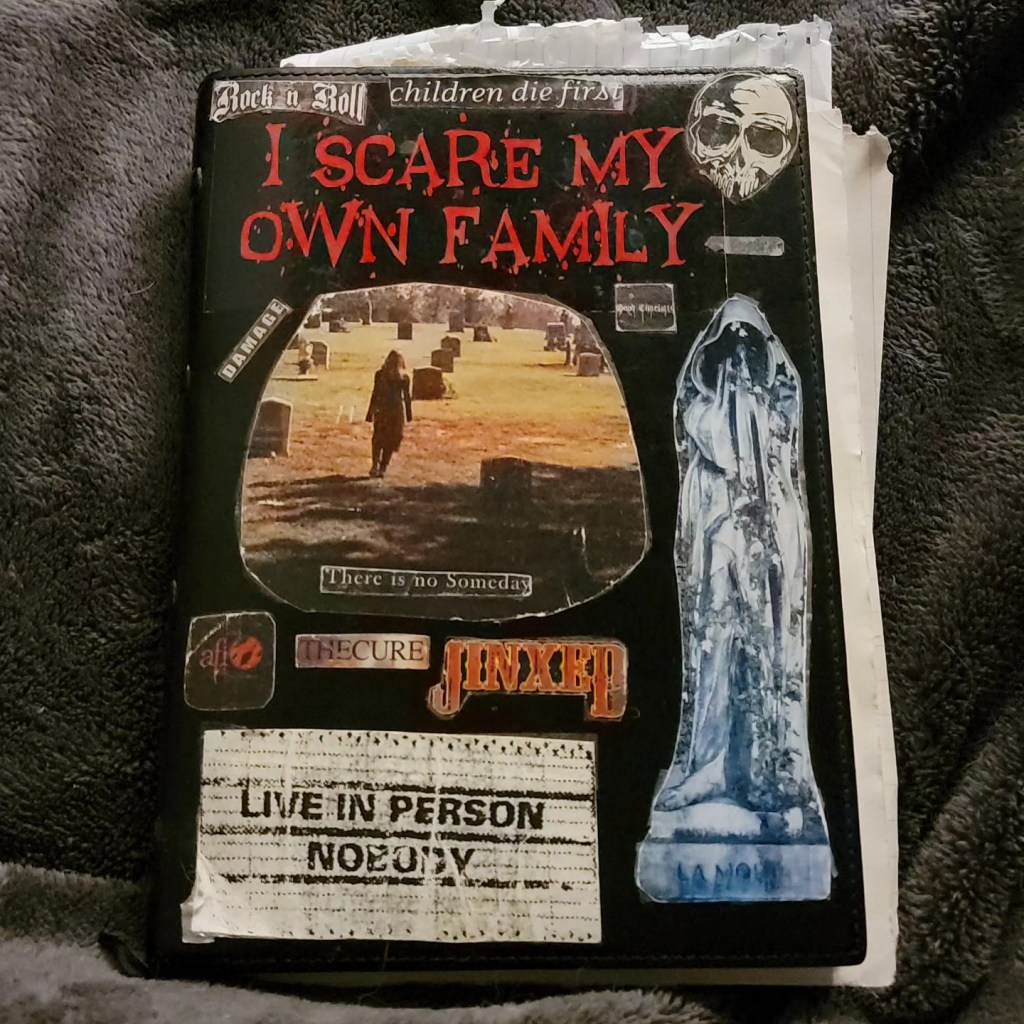 Rock n Roll
children die first
I SCARE MY
OWN FAMILY
DAMAGE
There is no Someday
afi
THECURE
JINXED
LIVE IN PERSON
NOBODY